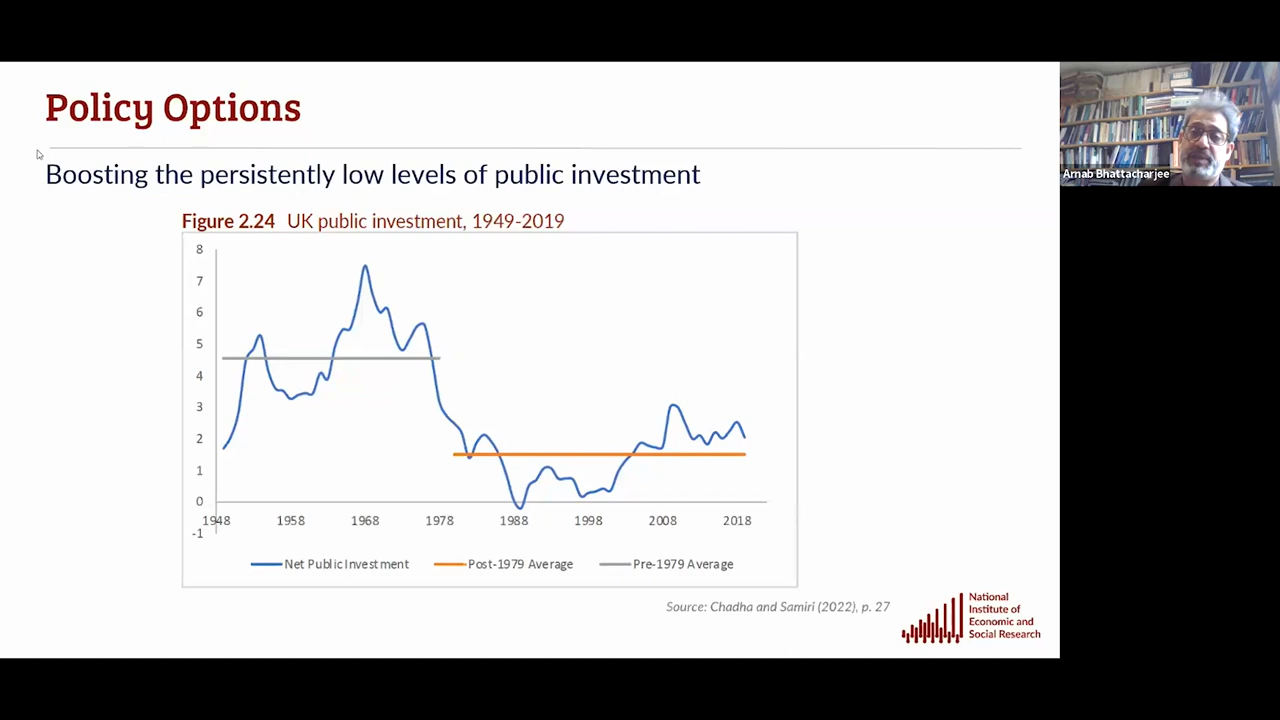 Policy Options
Boosting the persistently low levels of public investment
Figure 2.24 UK public investment, 1949-2019
8
7
6
5
4
3
2
1
0
-1
1948 1958 1968 1978 1988 1998 2008 2018
Net Public Investment Post-1979 Average Pre-1979 Average
Source: Chadha and Samiri (2022), p. 27
National
Institute of
Economic and
Social Research
Arnab Bhattacharjee